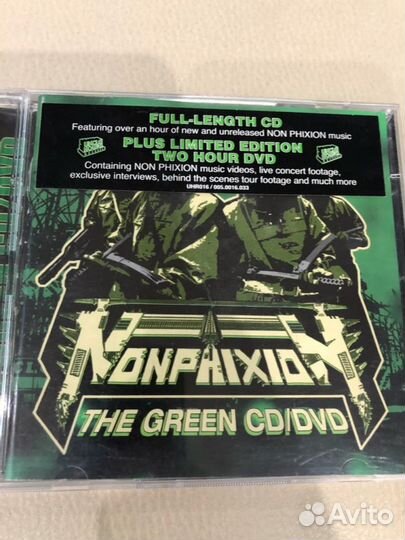 FULL-LENGTH CD
Featuring over an hour of new and unreleased NON PHIXION music
PLUS LIMITED EDITION
TWO HOUR DVD
Containing NON PHIXION music videos, live concert footage,
exclusive interviews, behind the scenes tour footage and much more
UHR016 / 005.0016.033
NONPHIXION
THE GREEN CD/DVD
Avito